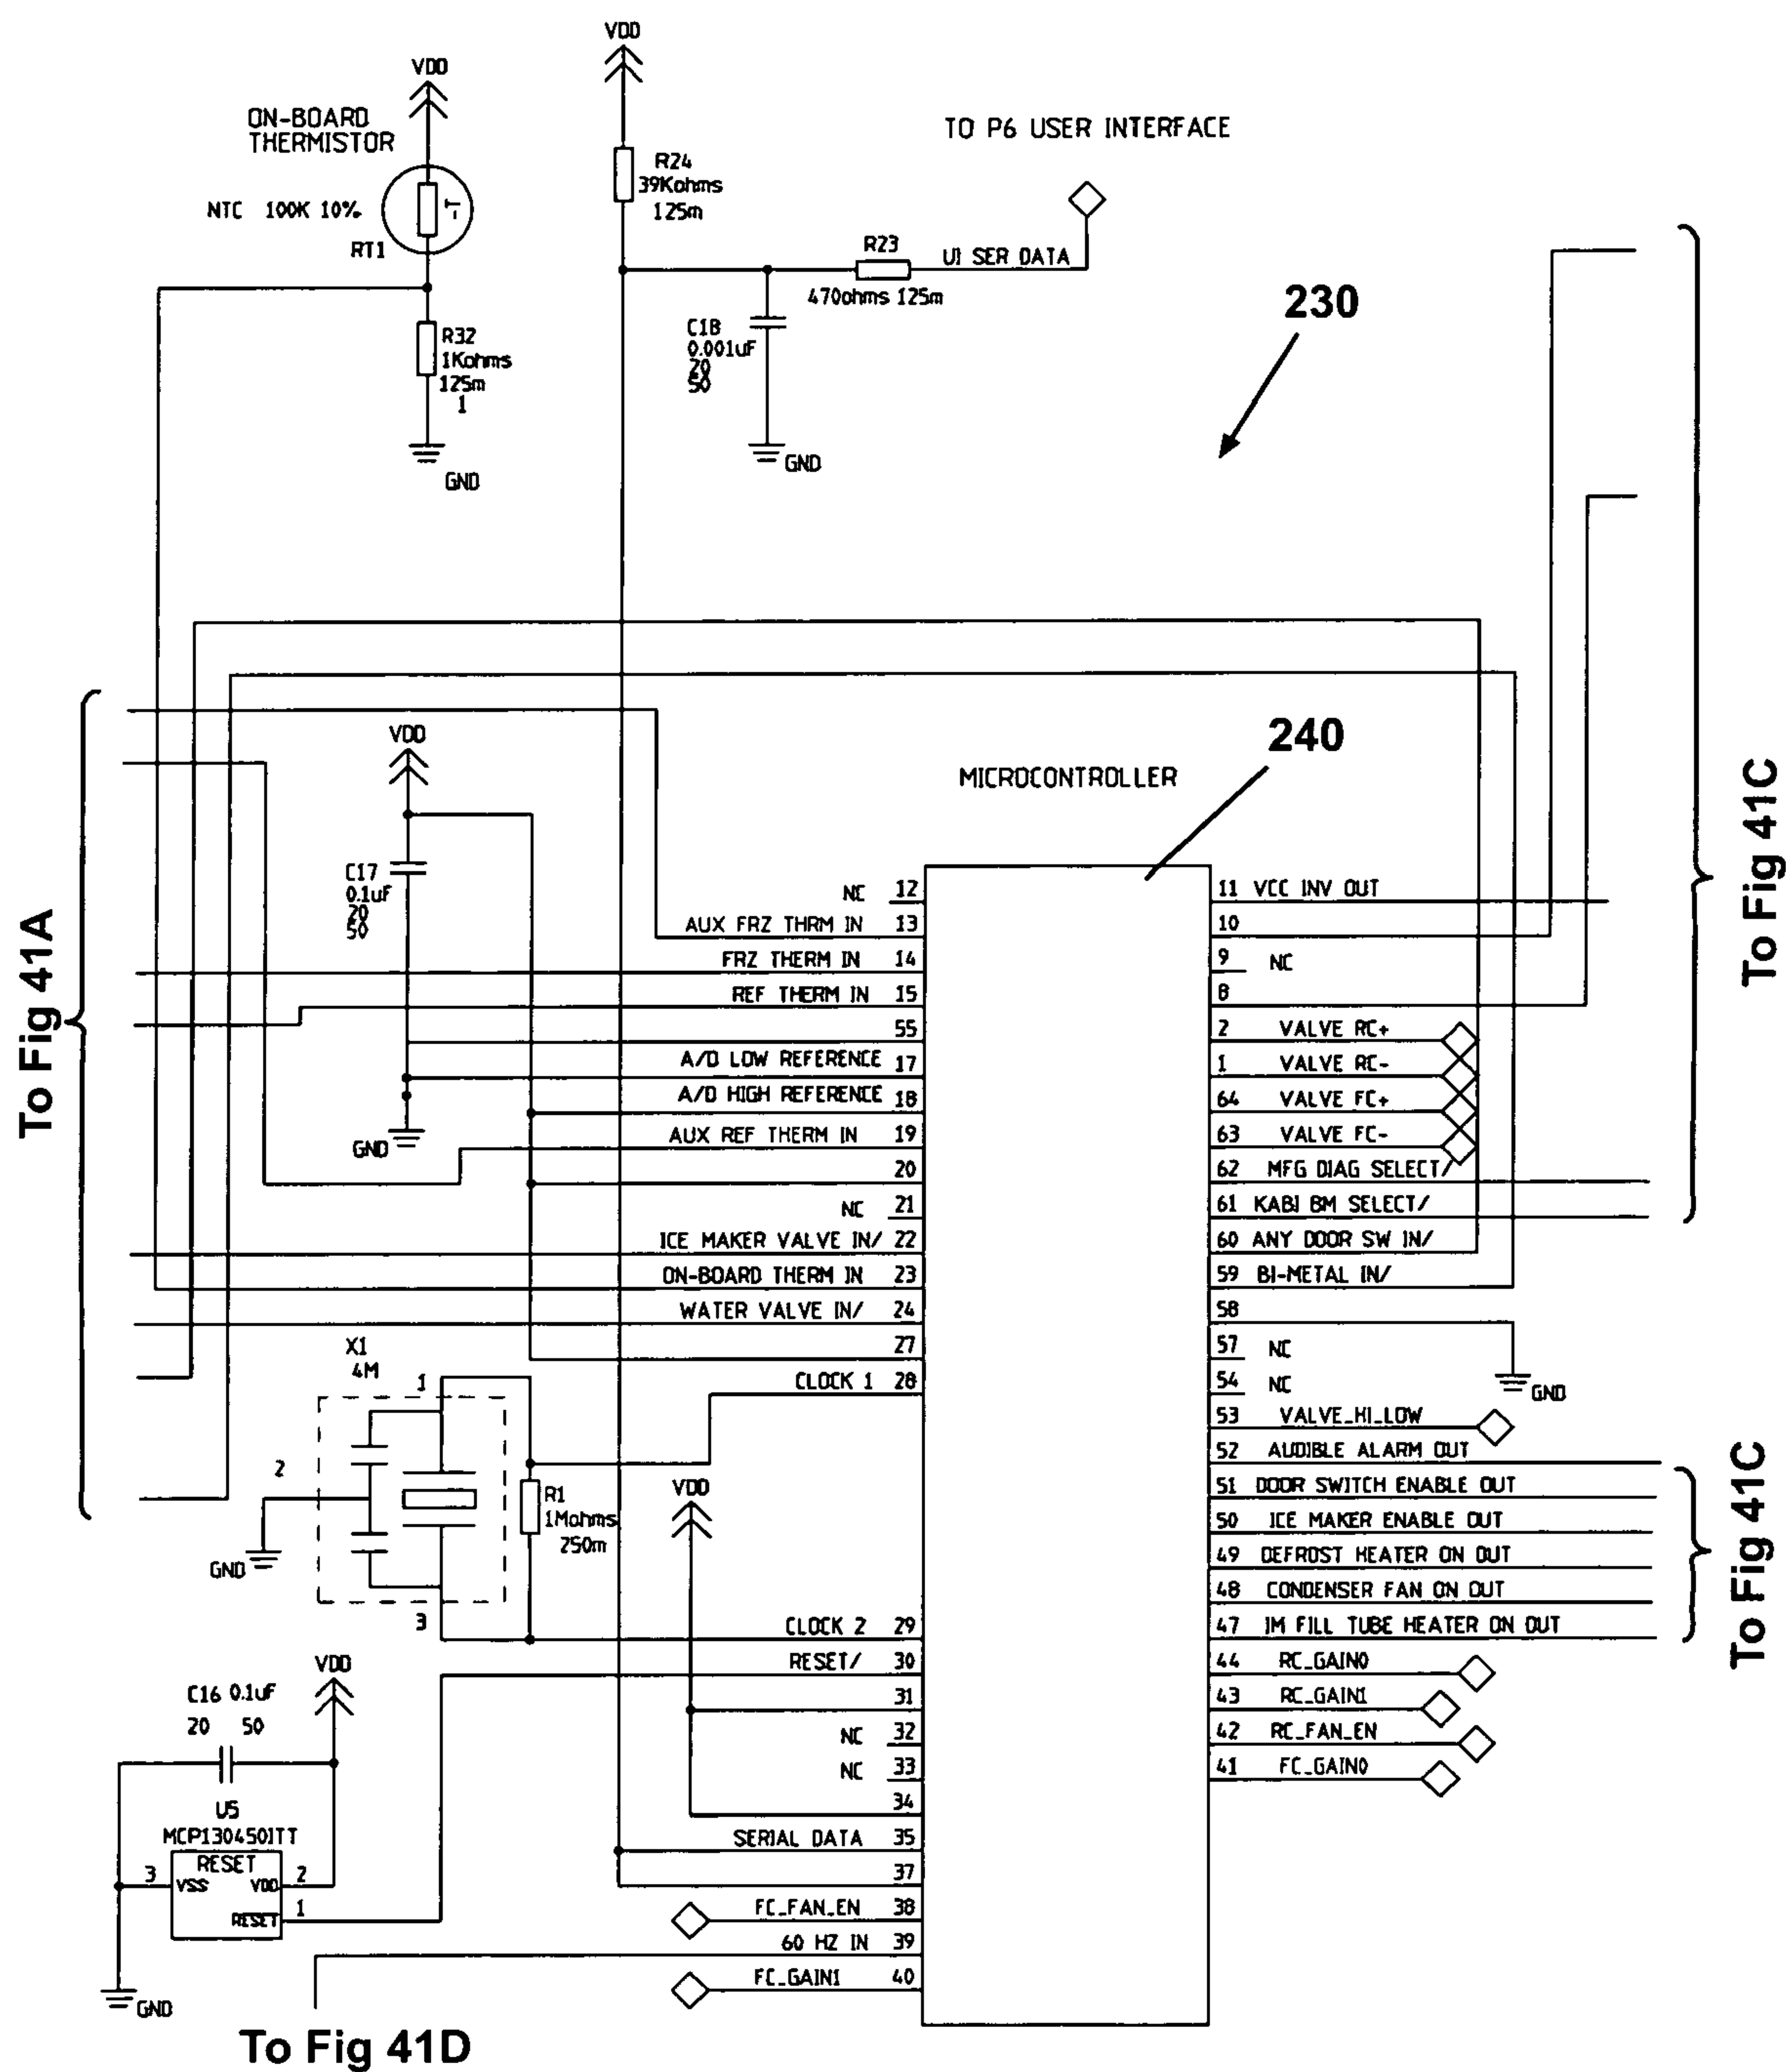 VDD
VDD
ON-BOARD
THERMISTOR
TO P6 USER INTERFACE
R24
39Kohms
125m
NTC 100K 10%
-T
RT1
R23
UI SER DATA
470ohms 125m
230
C18
0.001uF
20
50
R32
1Kohms
125m
1
GND
GND
To Fig 41A
To Fig 41C
VDD
240
MICROCONTROLLER
C17
0.1uF
20
50
GND
NC 12
AUX FRZ THRM IN 13
FRZ THERM IN 14
REF THERM IN 15
55
A/D LOW REFERENCE 17
A/D HIGH REFERENCE 18
AUX REF THERM IN 19
20
NC 21
ICE MAKER VALVE IN/ 22
ON-BOARD THERM IN 23
WATER VALVE IN/ 24
27
CLOCK 1 28
11 VCC INV OUT
10
9 NC
8
2 VALVE RC+
1 VALVE RC-
64 VALVE FC+
63 VALVE FC-
62 MFG DIAG SELECT/
61 KABI BM SELECT/
60 ANY DOOR SW IN/
59 BI-METAL IN/
58
57 NC
54 NC
GND
53 VALVE_HI_LOW
52 AUDIBLE ALARM OUT
51 DOOR SWITCH ENABLE OUT
50 ICE MAKER ENABLE OUT
49 DEFROST HEATER ON OUT
48 CONDENSER FAN ON OUT
47 IM FILL TUBE HEATER ON OUT
44 RC_GAIN0
43 RC_GAIN1
42 RC_FAN_EN
41 FC_GAIN0
To Fig 41C
X1
4M
1
2
3
GND
R1
1Mohms
250m
VDD
CLOCK 2 29
RESET/ 30
31
NC 32
NC 33
34
SERIAL DATA 35
37
FC_FAN_EN 38
60 HZ IN 39
FC_GAIN1 40
VDD
C16 0.1uF
20 50
U5
MCP130450ITT
RESET
3 VSS VDD 2
RESET 1
GND
To Fig 41D